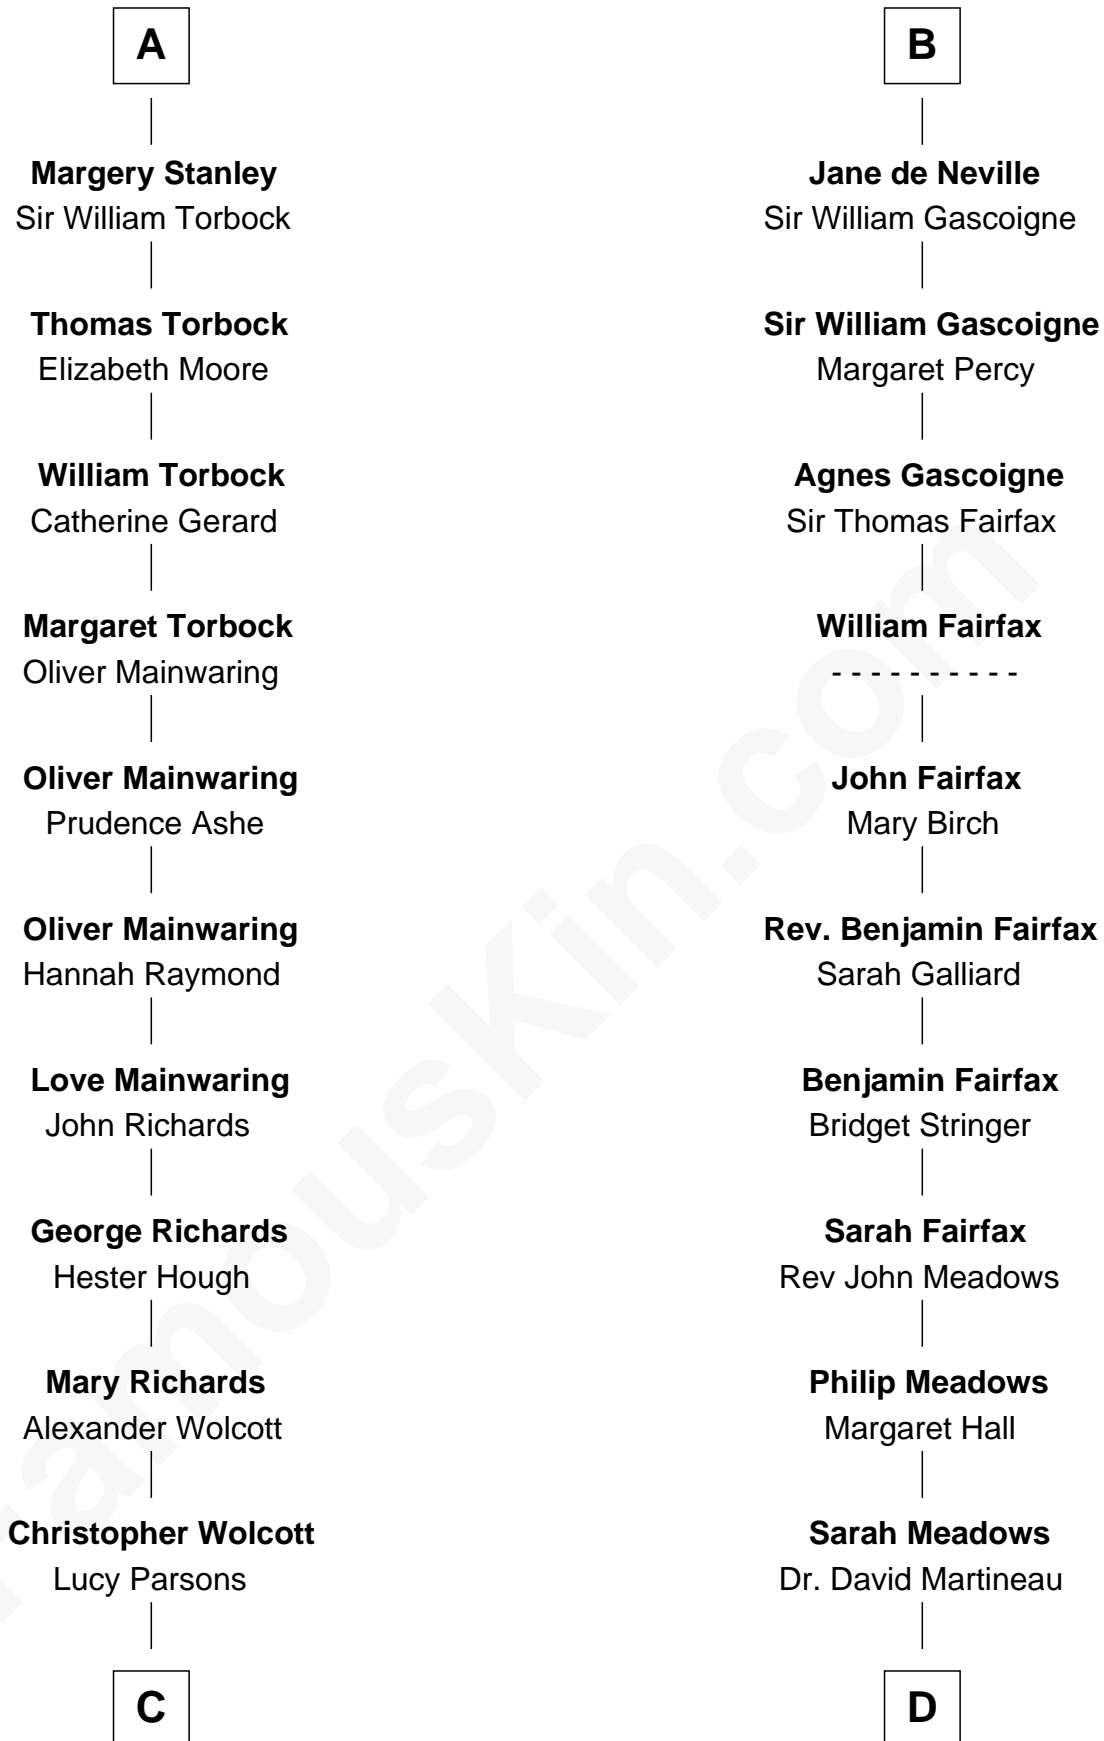 A
Margery Stanley
Sir William Torbock
Thomas Torbock
Elizabeth Moore
William Torbock
Catherine Gerard
Margaret Torbock
Oliver Mainwaring
Oliver Mainwaring
Prudence Ashe
Oliver Mainwaring
Hannah Raymond
Love Mainwaring
John Richards
George Richards
Hester Hough
Mary Richards
Alexander Wolcott
Christopher Wolcott
Lucy Parsons
C
B
Jane de Neville
Sir William Gascoigne
Sir William Gascoigne
Margaret Percy
Agnes Gascoigne
Sir Thomas Fairfax
William Fairfax
- - - - - - - - - -
John Fairfax
Mary Birch
Rev. Benjamin Fairfax
Sarah Galliard
Benjamin Fairfax
Bridget Stringer
Sarah Fairfax
Rev John Meadows
Philip Meadows
Margaret Hall
Sarah Meadows
Dr. David Martineau
D
FamousKin.com